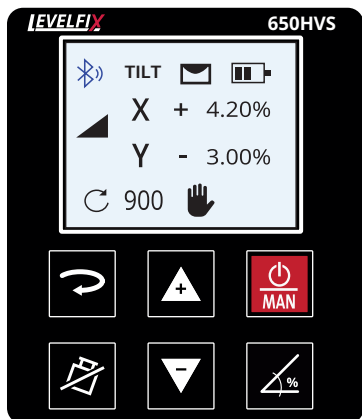 LEVELFIX 650HVS
TILT
X + 4.20%
Y - 3.00%
900
+
MAN
-
%